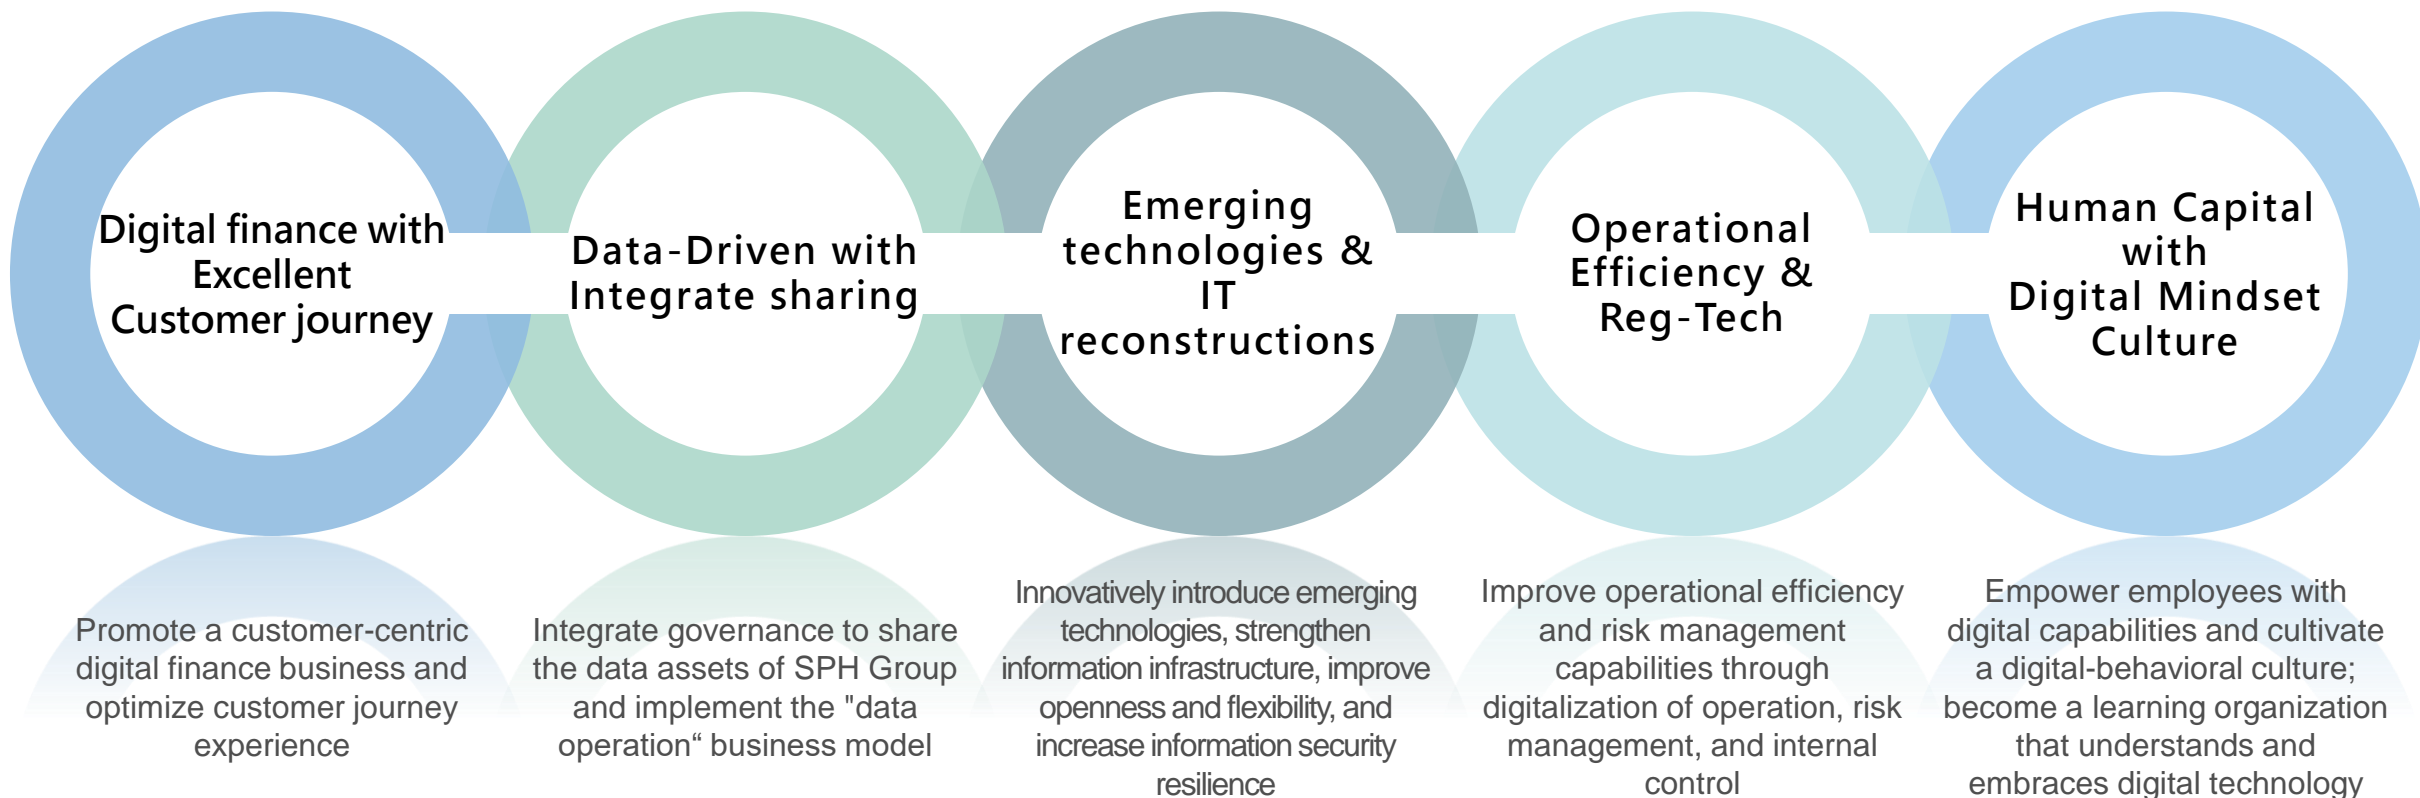 Digital finance with
Excellent
Customer journey
Data-Driven with
Integrate sharing
Emerging
technologies &
IT
reconstructions
Operational
Efficiency &
Reg-Tech
Human Capital
with
Digital Mindset
Culture
Promote a customer-centric
digital finance business and
optimize customer journey
experience
Integrate governance to share
the data assets of SPH Group
and implement the "data
operation“ business model
Innovatively introduce emerging
technologies, strengthen
information infrastructure, improve
openness and flexibility, and
increase information security
resilience
Improve operational efficiency
and risk management
capabilities through
digitalization of operation, risk
management, and internal
control
Empower employees with
digital capabilities and cultivate
a digital-behavioral culture;
become a learning organization
that understands and
embraces digital technology